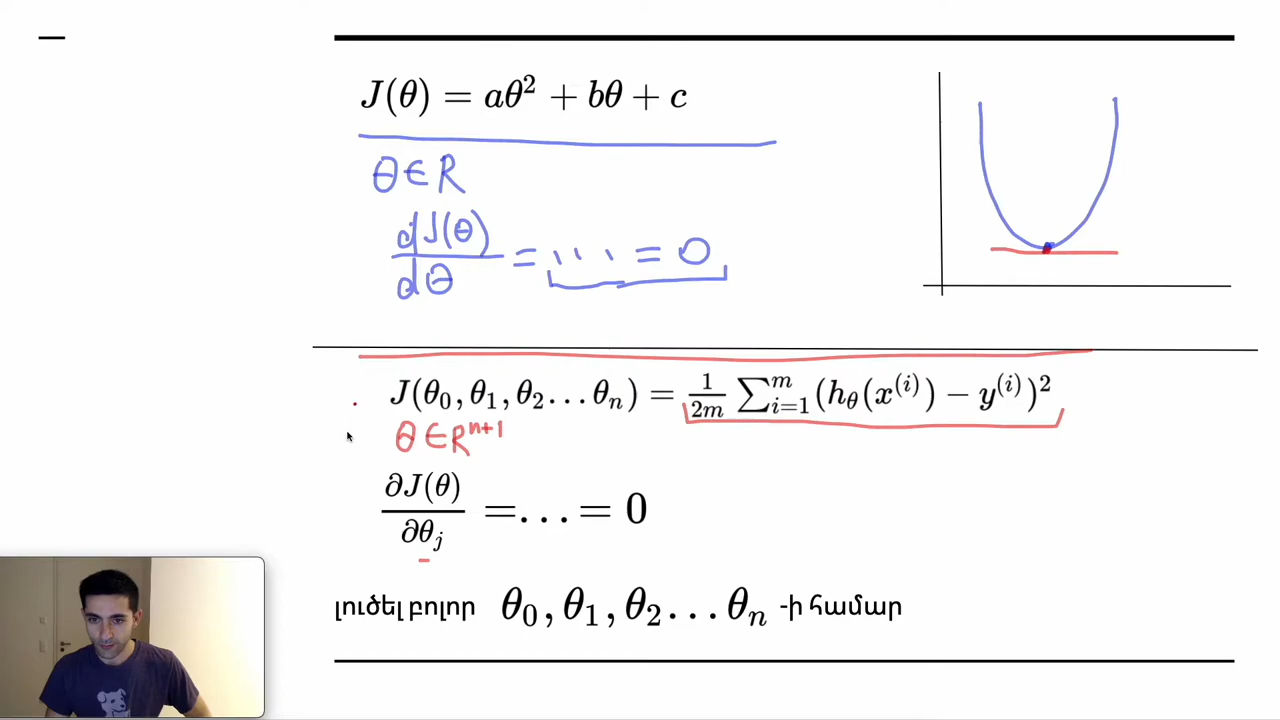 J(θ) = aθ² + bθ + c
θ ∈ R
dJ(θ)/dθ = ... = 0
J(θ₀, θ₁, θ₂ ... θₙ) = 1/2m ∑ᵢ₌₁ᵐ (h_θ(x⁽ⁱ⁾) − y⁽ⁱ⁾)²
θ ∈ Rⁿ⁺¹
∂J(θ)/∂θⱼ = ... = 0
լուծել բոլոր θ₀, θ₁, θ₂ ... θₙ -ի համար